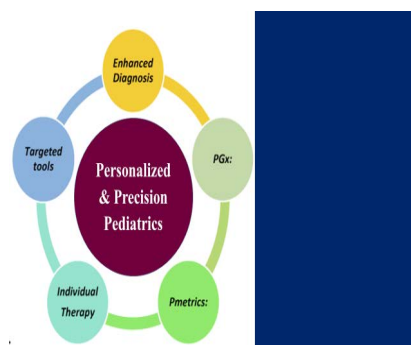 Enhanced
Diagnosis
Targeted
tools
PGx:
Personalized
& Precision
Pediatrics
Individual
Therapy
Pmetrics: